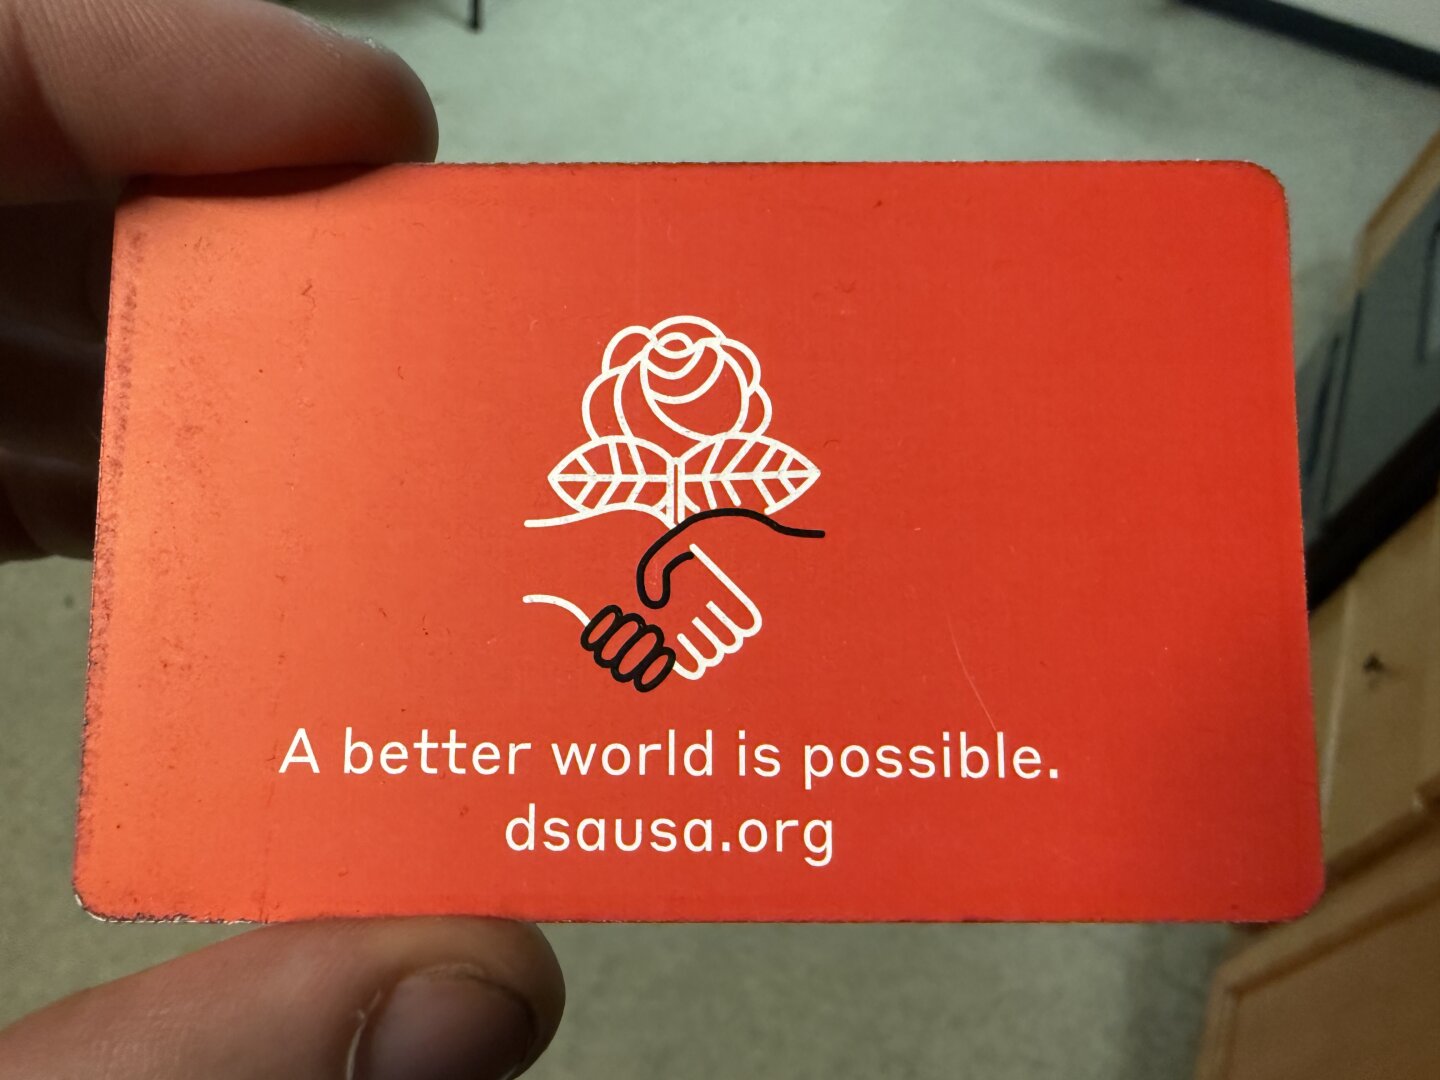 A better world is possible.
dsausa.org